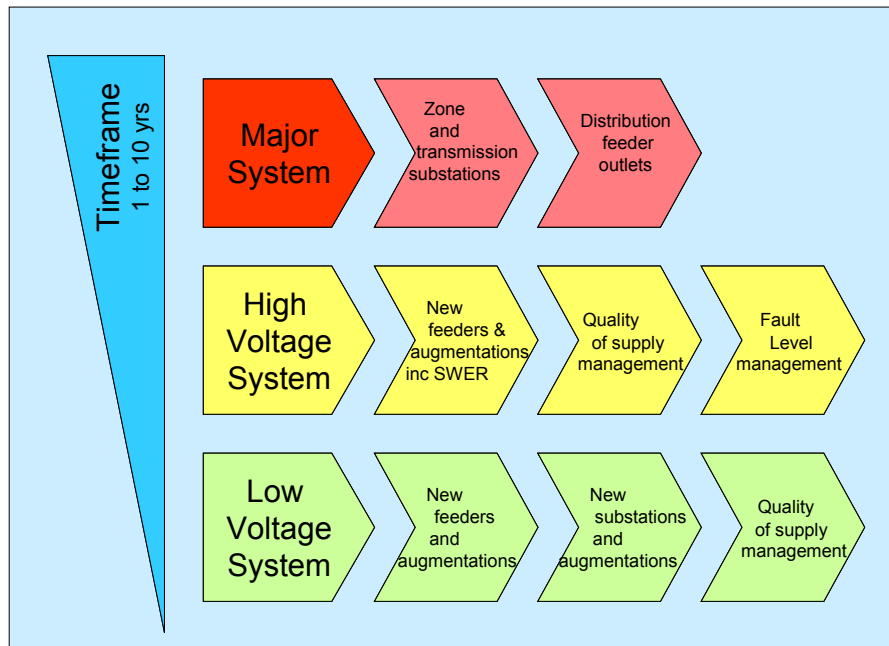 Timeframe
1 to 10 yrs
Major
System
Zone
and
transmission
substations
Distribution
feeder
outlets
High
Voltage
System
New
feeders &
augmentations
inc SWER
Quality
of supply
management
Fault
Level
management
Low
Voltage
System
New
feeders
and
augmentations
New
substations
and
augmentations
Quality
of supply
management